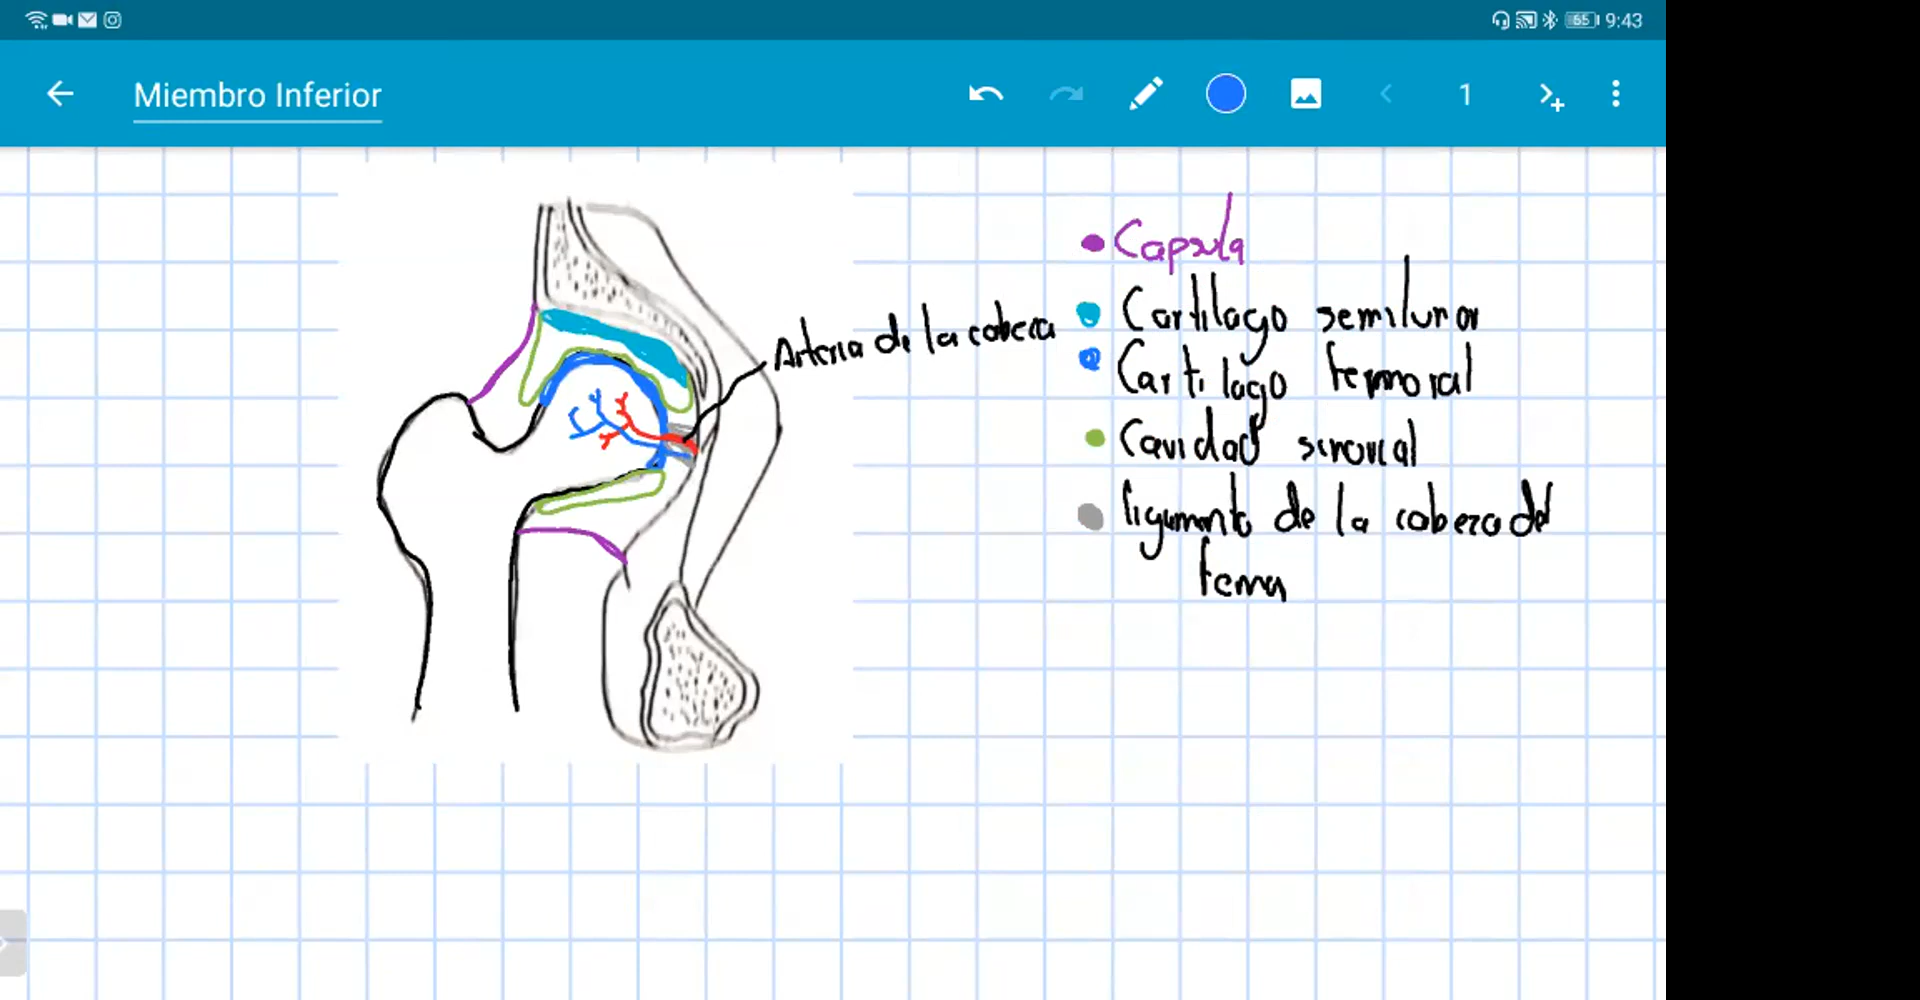 65 9:43
Miembro Inferior
1
Capsula
Arteria de la cabeza
Cartilago semilunar
Cartilago femoral
Cavidad sinovial
ligamento de la cabeza del
femur